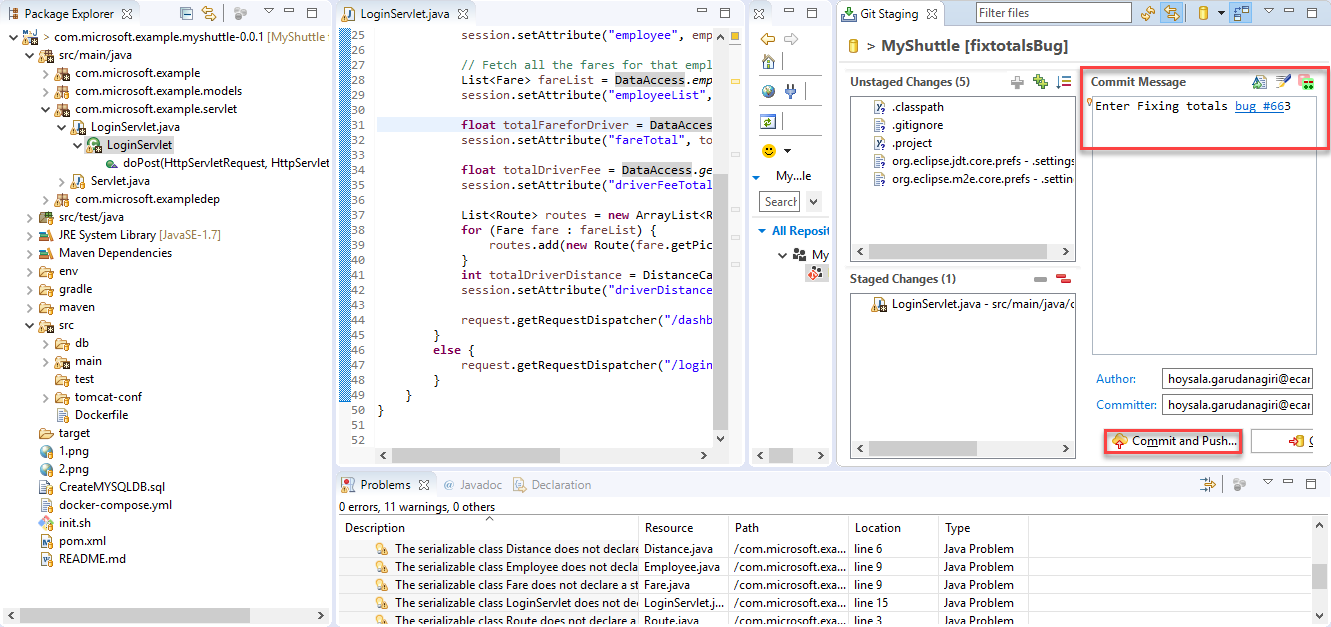 Package Explorer
> com.microsoft.example.myshuttle-0.0.1 [MyShuttle
src/main/java
com.microsoft.example
com.microsoft.example.models
com.microsoft.example.servlet
LoginServlet.java
LoginServlet
doPost(HttpServletRequest, HttpServlet
Servlet.java
com.microsoft.exampledep
src/test/java
JRE System Library [JavaSE-1.7]
Maven Dependencies
env
gradle
maven
src
db
main
test
tomcat-conf
Dockerfile
target
1.png
2.png
CreateMYSQLDB.sql
docker-compose.yml
init.sh
pom.xml
README.md
LoginServlet.java
25 session.setAttribute("employee", emp
26
27 // Fetch all the fares for that empl
28 List<Fare> fareList = DataAccess.emp
29 session.setAttribute("employeeList",
30
31 float totalFareforDriver = DataAcces
32 session.setAttribute("fareTotal", to
33
34 float totalDriverFee = DataAccess.ge
35 session.setAttribute("driverFeeTotal
36
37 List<Route> routes = new ArrayList<R
38 for (Fare fare : fareList) {
39 routes.add(new Route(fare.getPic
40 }
41 int totalDriverDistance = DistanceCa
42 session.setAttribute("driverDistance
43
44 request.getRequestDispatcher("/dashb
45 }
46 else {
47 request.getRequestDispatcher("/login
48 }
49 }
50 }
51
52
My...le
Search
All Reposit
My
Git Staging
Filter files
> MyShuttle [fixtotalsBug]
Unstaged Changes (5)
.classpath
.gitignore
.project
org.eclipse.jdt.core.prefs - .settings
org.eclipse.m2e.core.prefs - .settin
Staged Changes (1)
LoginServlet.java - src/main/java/c
Commit Message
Enter Fixing totals bug #663
Author: hoysala.garudanagiri@ecar
Committer: hoysala.garudanagiri@ecar
Commit and Push...
Problems
@ Javadoc
Declaration
0 errors, 11 warnings, 0 others
Description Resource Path Location Type
The serializable class Distance does not declare Distance.java /com.microsoft.exa... line 6 Java Problem
The serializable class Employee does not decla Employee.java /com.microsoft.exa... line 9 Java Problem
The serializable class Fare does not declare a st Fare.java /com.microsoft.exa... line 9 Java Problem
The serializable class LoginServlet does not dec LoginServlet.j... /com.microsoft.exa... line 15 Java Problem
The serializable class Route does not declare a Route.java /com.microsoft.exa... line 3 Java Problem